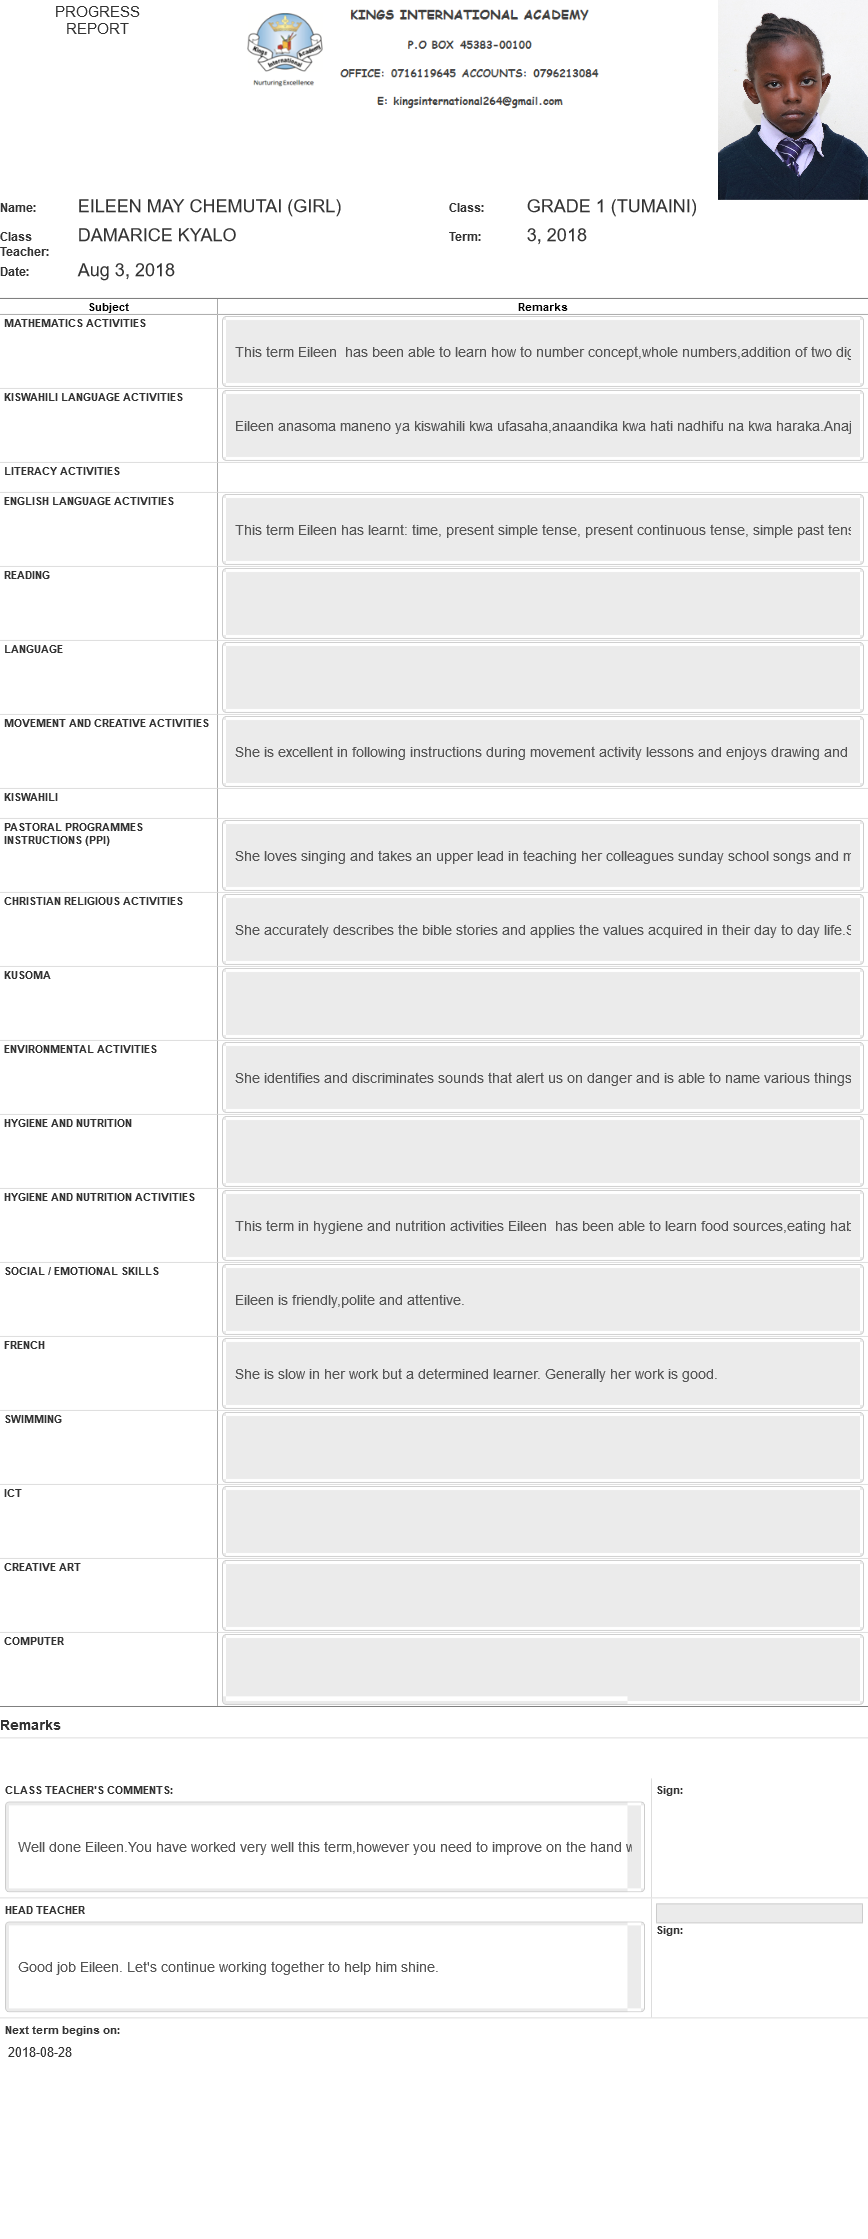 PROGRESS
REPORT
Kings International Academy
Nurturing Excellence
KINGS INTERNATIONAL ACADEMY
P.O BOX 45383-00100
OFFICE: 0716119645 ACCOUNTS: 0796213084
E: kingsinternational264@gmail.com
Name: EILEEN MAY CHEMUTAI (GIRL) Class: GRADE 1 (TUMAINI)
Class Teacher: DAMARICE KYALO Term: 3, 2018
Date: Aug 3, 2018
Subject Remarks
MATHEMATICS ACTIVITIES
This term Eileen has been able to learn how to number concept,whole numbers,addition of two
KISWAHILI LANGUAGE ACTIVITIES
Eileen anasoma maneno ya kiswahili kwa ufasaha,anaandika kwa hati nadhifu na kwa haraka.
LITERACY ACTIVITIES
ENGLISH LANGUAGE ACTIVITIES
This term Eileen has learnt: time, present simple tense, present continuous tense, simple past
READING
LANGUAGE
MOVEMENT AND CREATIVE ACTIVITIES
She is excellent in following instructions during movement activity lessons and enjoys drawing and
KISWAHILI
PASTORAL PROGRAMMES
INSTRUCTIONS (PPI)
She loves singing and takes an upper lead in teaching her colleagues sunday school songs and
CHRISTIAN RELIGIOUS ACTIVITIES
She accurately describes the bible stories and applies the values acquired in their day to day life.
KUSOMA
ENVIRONMENTAL ACTIVITIES
She identifies and discriminates sounds that alert us on danger and is able to name various things
HYGIENE AND NUTRITION
HYGIENE AND NUTRITION ACTIVITIES
This term in hygiene and nutrition activities Eileen has been able to learn food sources,eating
SOCIAL / EMOTIONAL SKILLS
Eileen is friendly,polite and attentive.
FRENCH
She is slow in her work but a determined learner. Generally her work is good.
SWIMMING
ICT
CREATIVE ART
COMPUTER
Remarks
CLASS TEACHER'S COMMENTS: Sign:
Well done Eileen.You have worked very well this term,however you need to improve on the hand
HEAD TEACHER
Sign:
Good job Eileen. Let's continue working together to help him shine.
Next term begins on:
2018-08-28